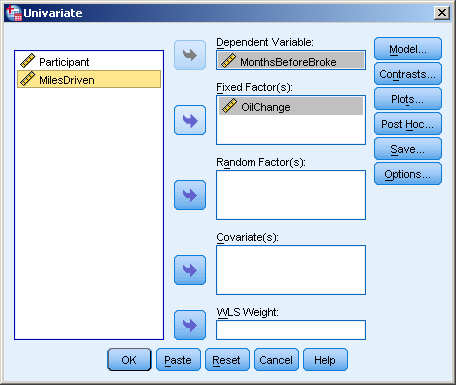 Univariate
Participant
MilesDriven
Dependent Variable:
MonthsBeforeBroke
Fixed Factor(s):
OilChange
Random Factor(s):
Covariate(s):
WLS Weight:
Model...
Contrasts...
Plots...
Post Hoc...
Save...
Options...
OK
Paste
Reset
Cancel
Help